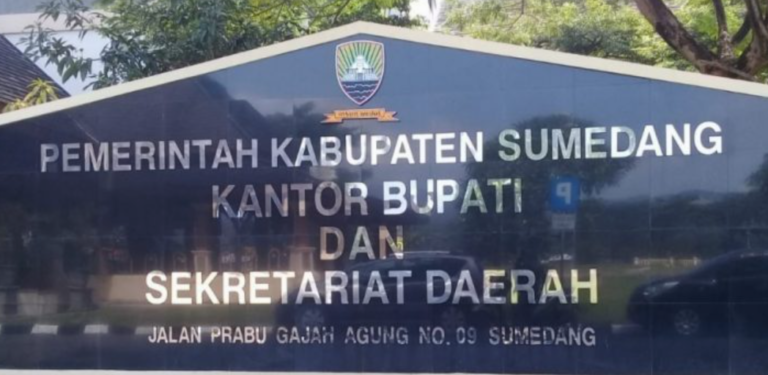 PEMERINTAH KABUPATEN SUMEDANG
KANTOR BUPATI
DAN
SEKRETARIAT DAERAH
JALAN PRABU GAJAH AGUNG NO. 09 SUMEDANG